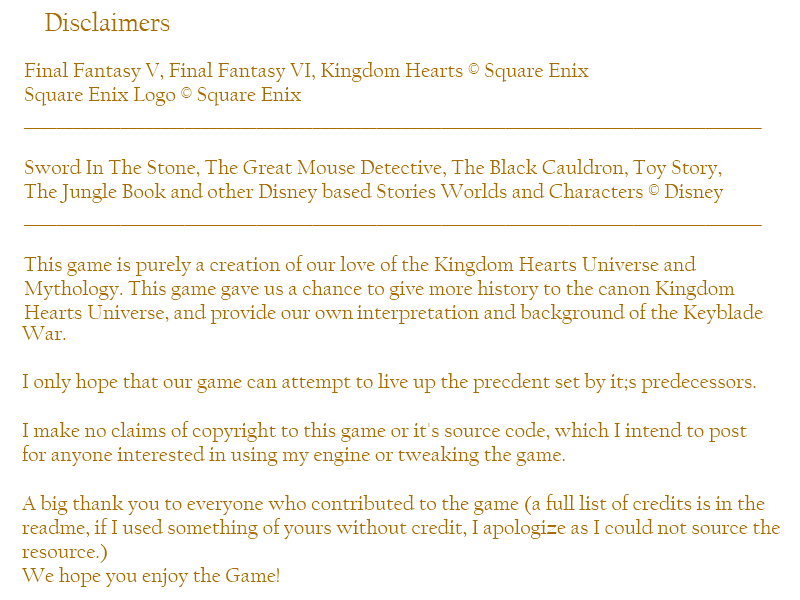 Disclaimers
Final Fantasy V, Final Fantasy VI, Kingdom Hearts © Square Enix
Square Enix Logo © Square Enix
Sword In The Stone, The Great Mouse Detective, The Black Cauldron, Toy Story,
The Jungle Book and other Disney based Stories Worlds and Characters © Disney
This game is purely a creation of our love of the Kingdom Hearts Universe and
Mythology. This game gave us a chance to give more history to the canon Kingdom
Hearts Universe, and provide our own interpretation and background of the Keyblade
War.
I only hope that our game can attempt to live up the precdent set by it;s predecessors.
I make no claims of copyright to this game or it's source code, which I intend to post
for anyone interested in using my engine or tweaking the game.
A big thank you to everyone who contributed to the game (a full list of credits is in the
readme, if I used something of yours without credit, I apologize as I could not source the
resource.)
We hope you enjoy the Game!